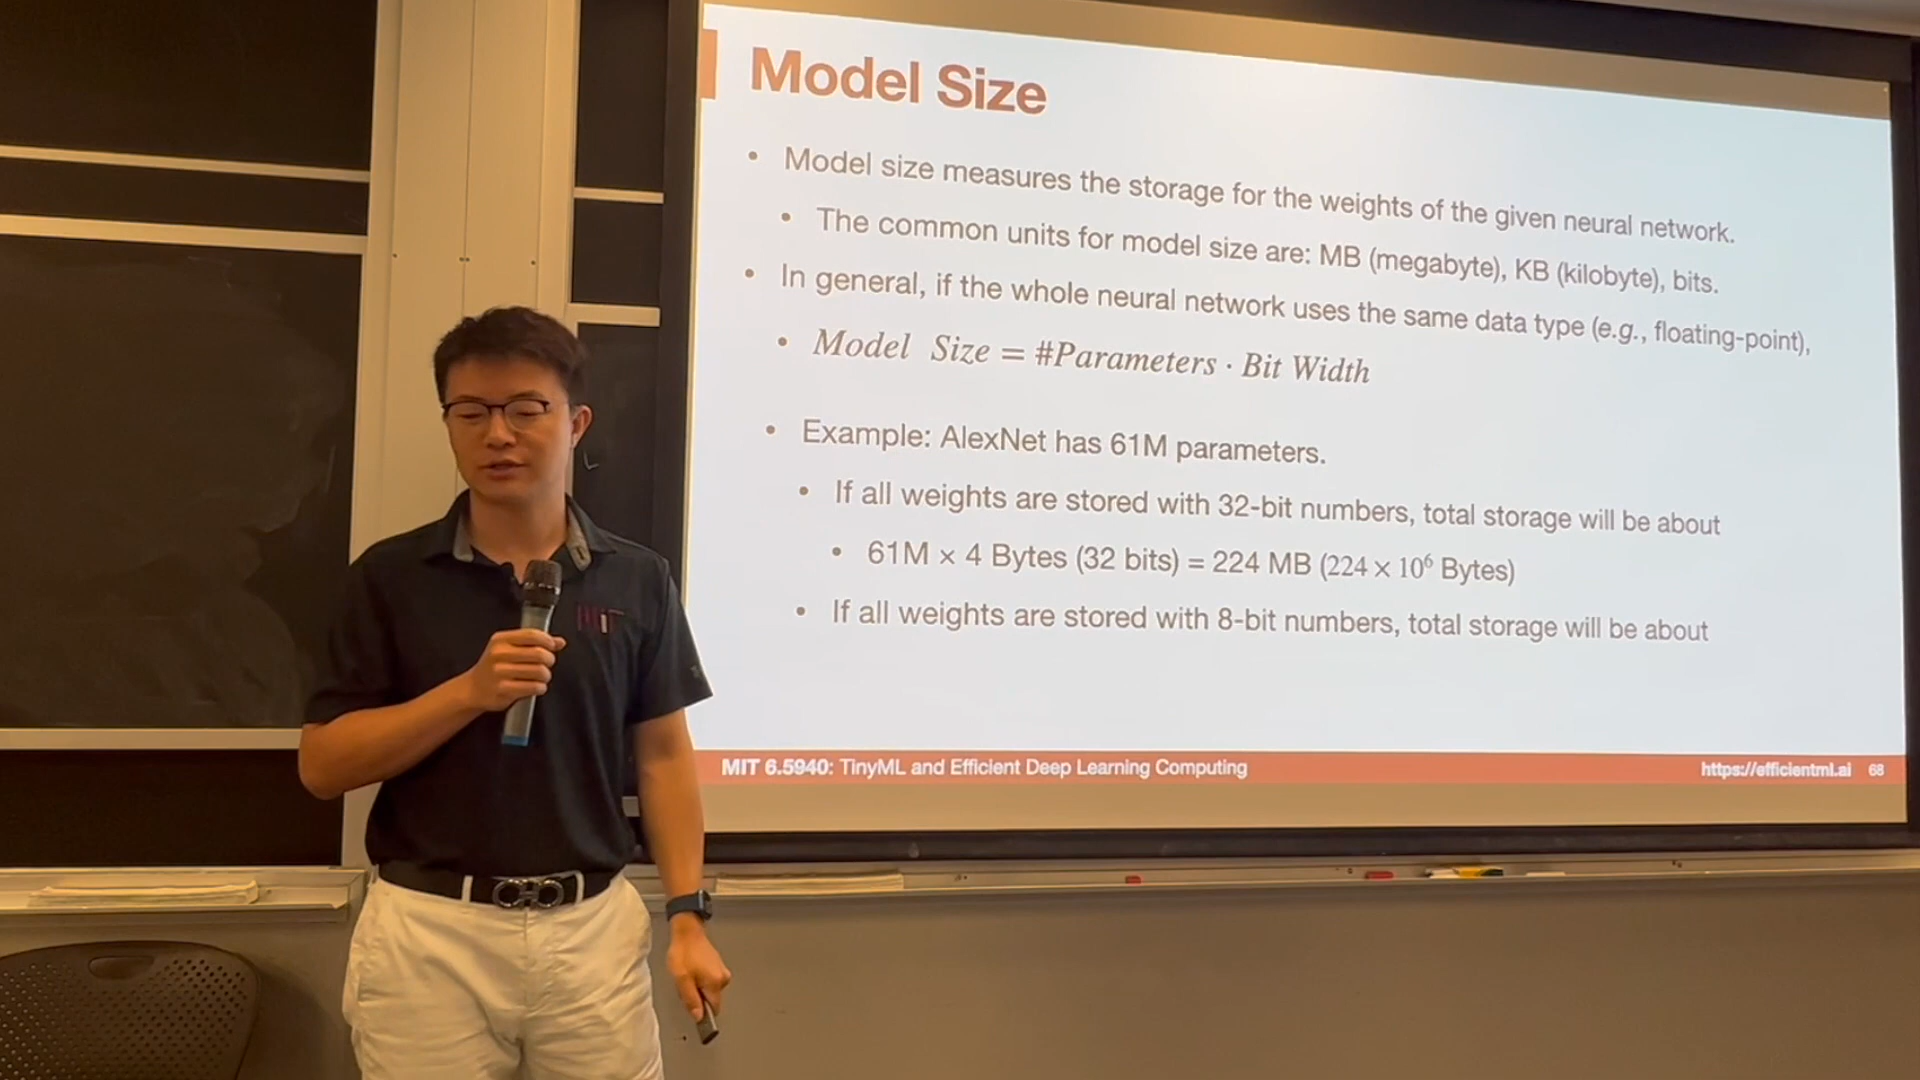 Model Size
• Model size measures the storage for the weights of the given neural network.
• The common units for model size are: MB (megabyte), KB (kilobyte), bits.
• In general, if the whole neural network uses the same data type (e.g., floating-point),
• Model Size = #Parameters · Bit Width
• Example: AlexNet has 61M parameters.
• If all weights are stored with 32-bit numbers, total storage will be about
• 61M × 4 Bytes (32 bits) = 224 MB (224 × 10⁶ Bytes)
• If all weights are stored with 8-bit numbers, total storage will be about
MIT 6.5940: TinyML and Efficient Deep Learning Computing
https://efficientml.ai 68